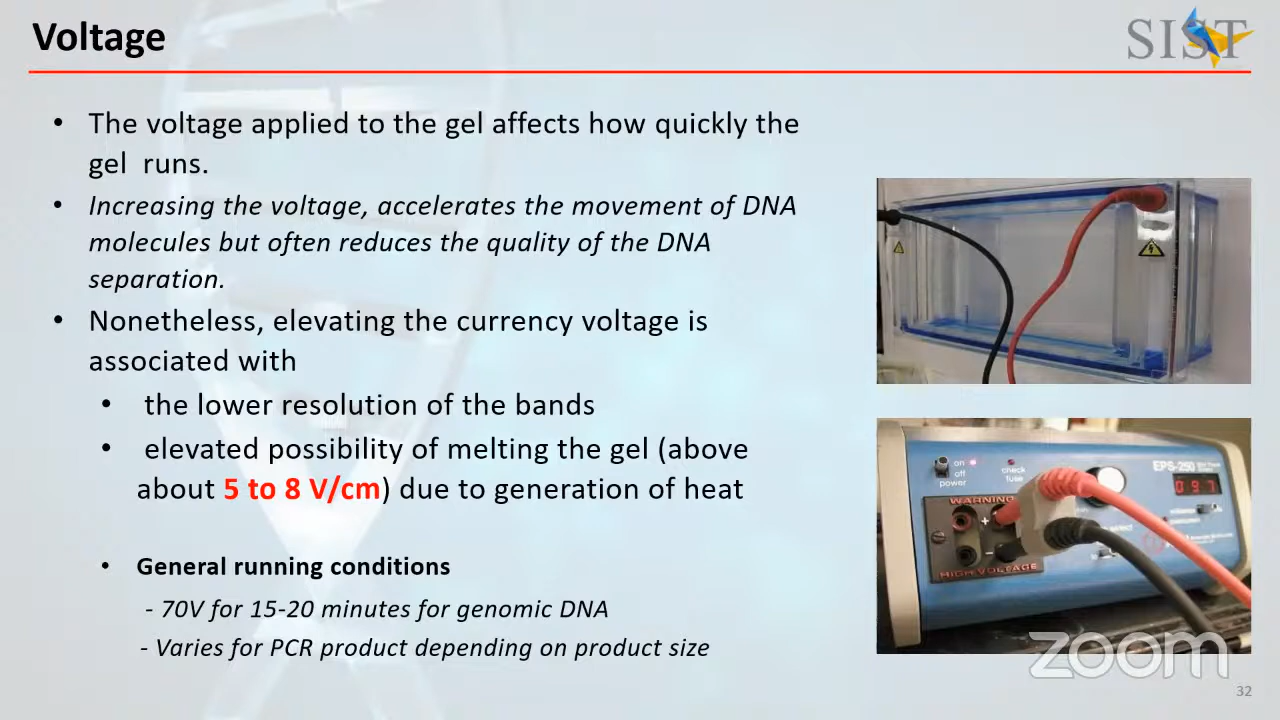 Voltage
SIST
• The voltage applied to the gel affects how quickly the
gel runs.
• Increasing the voltage, accelerates the movement of DNA
molecules but often reduces the quality of the DNA
separation.
• Nonetheless, elevating the currency voltage is
associated with
• the lower resolution of the bands
• elevated possibility of melting the gel (above
about 5 to 8 V/cm) due to generation of heat
• General running conditions
- 70V for 15-20 minutes for genomic DNA
- Varies for PCR product depending on product size
on
off
power
check
fuse
EPS-250
097
WARNING
+
-
HIGH VOLTAGE
zoom
32